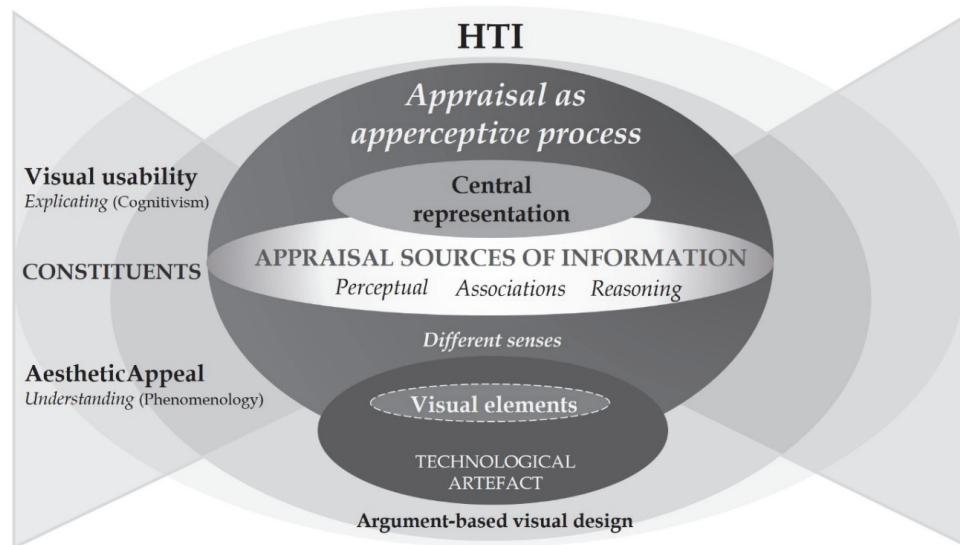 HTI
Appraisal as
apperceptive process
Visual usability
Explicating (Cognitivism)
Central
representation
CONSTITUENTS
APPRAISAL SOURCES OF INFORMATION
Perceptual Associations Reasoning
Different senses
AestheticAppeal
Understanding (Phenomenology)
Visual elements
TECHNOLOGICAL
ARTEFACT
Argument-based visual design